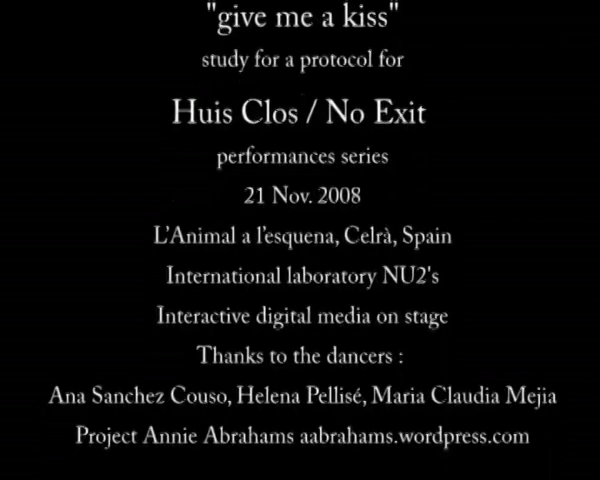 "give me a kiss"
study for a protocol for
Huis Clos / No Exit
performances series
21 Nov. 2008
L'Animal a l'esquena, Celrà, Spain
International laboratory NU2's
Interactive digital media on stage
Thanks to the dancers :
Ana Sanchez Couso, Helena Pellisé, Maria Claudia Mejia
Project Annie Abrahams aabrahams.wordpress.com